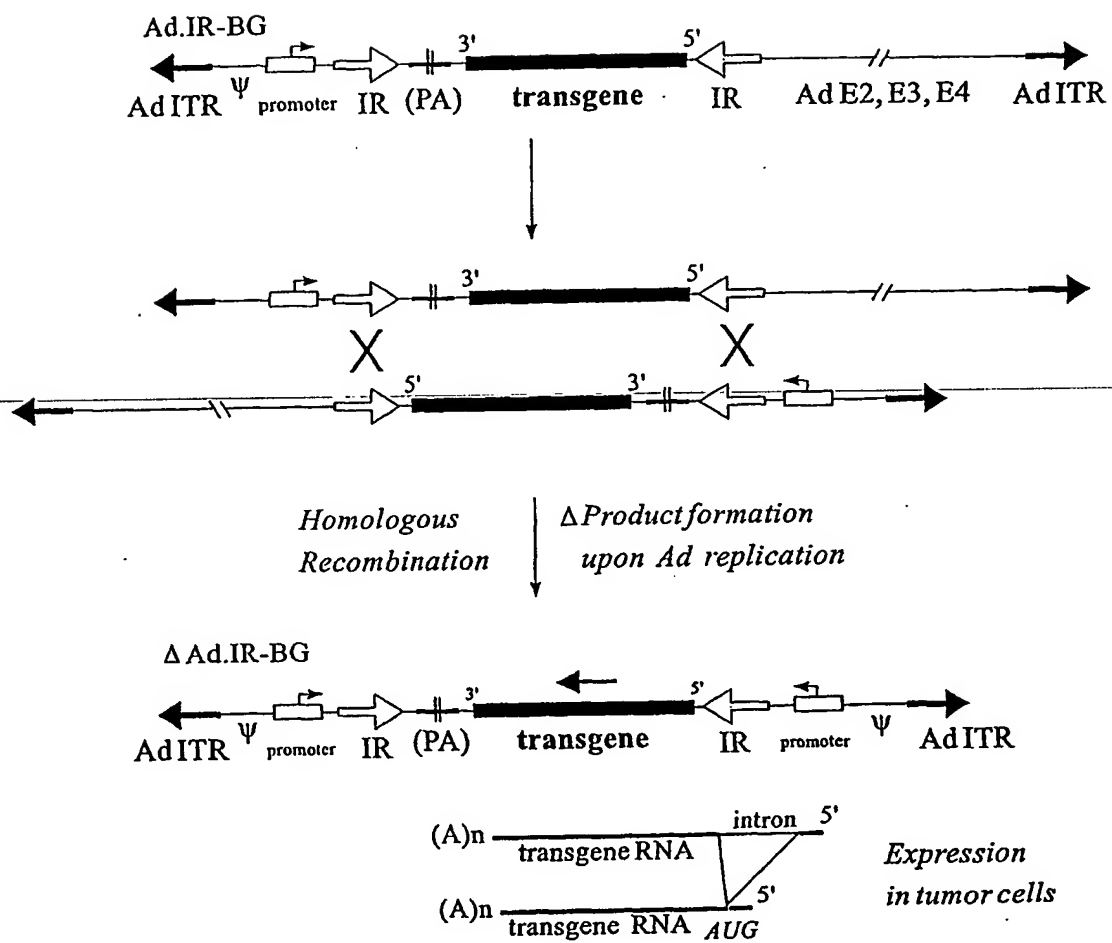 Ad.IR-BG
3' 5'
Ad ITR Ψ promoter IR (PA) transgene IR Ad E2, E3, E4 Ad ITR
3' 5'
X X
5' 3'
Homologous Recombination
Δ Product formation upon Ad replication
Δ Ad.IR-BG
3' 5'
Ad ITR Ψ promoter IR (PA) transgene IR promoter Ψ Ad ITR
(A)n transgene RNA intron 5'
(A)n transgene RNA AUG 5'
Expression in tumor cells